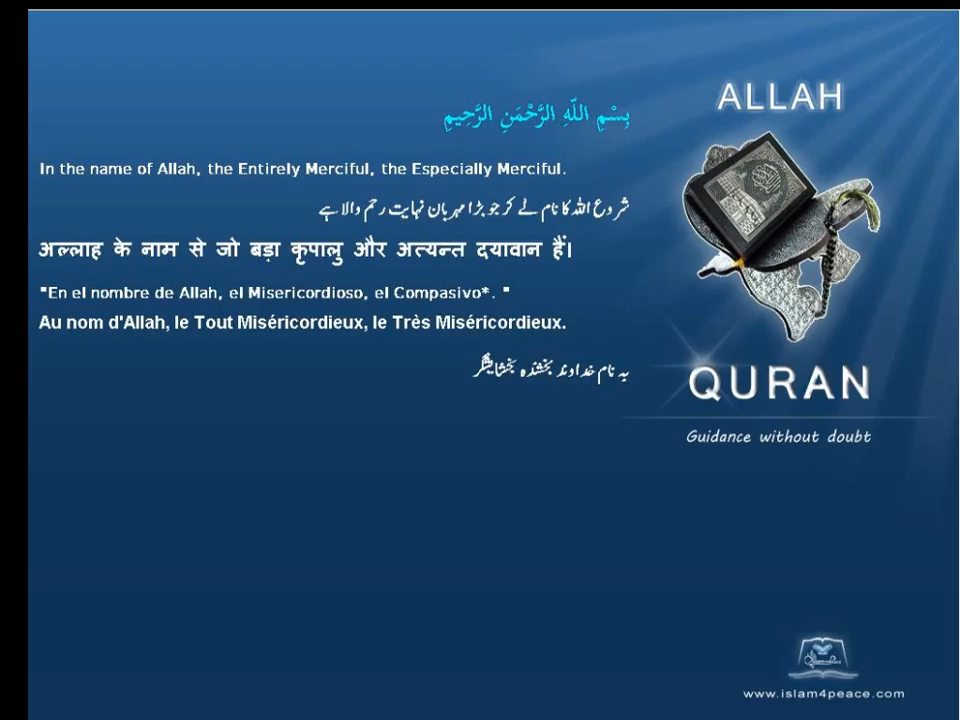 بِسْمِ اللَّهِ الرَّحْمَنِ الرَّحِيمِ
In the name of Allah, the Entirely Merciful, the Especially Merciful.
شروع الله کا نام لے کر جو بڑا مہربان نہایت رحم والا ہے
अल्लाह के नाम से जो बड़ा कृपालु और अत्यन्त दयावान हैं।
"En el nombre de Allah, el Misericordioso, el Compasivo*. "
Au nom d'Allah, le Tout Miséricordieux, le Très Miséricordieux.
به نام خداوند بخشنده بخشایشگر
ALLAH
QURAN
Guidance without doubt
www.islam4peace.com